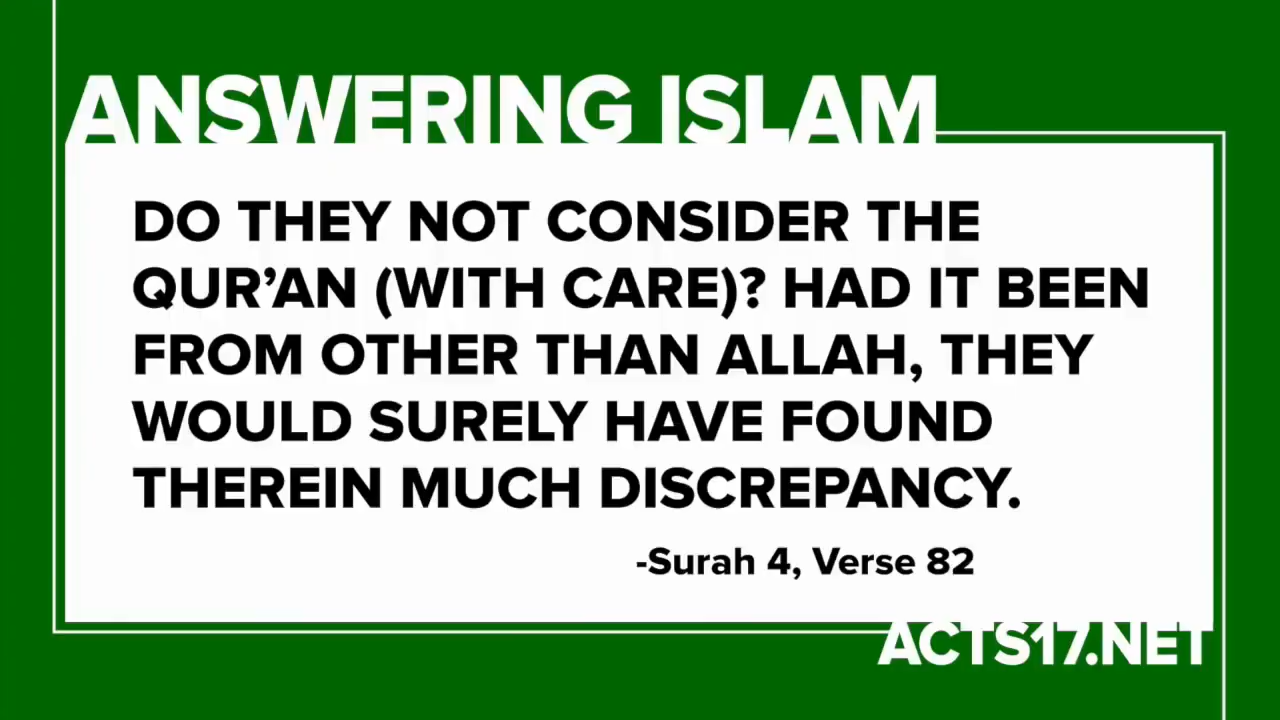 ANSWERING ISLAM
DO THEY NOT CONSIDER THE
QUR’AN (WITH CARE)? HAD IT BEEN
FROM OTHER THAN ALLAH, THEY
WOULD SURELY HAVE FOUND
THEREIN MUCH DISCREPANCY.
-Surah 4, Verse 82
ACTS17.NET